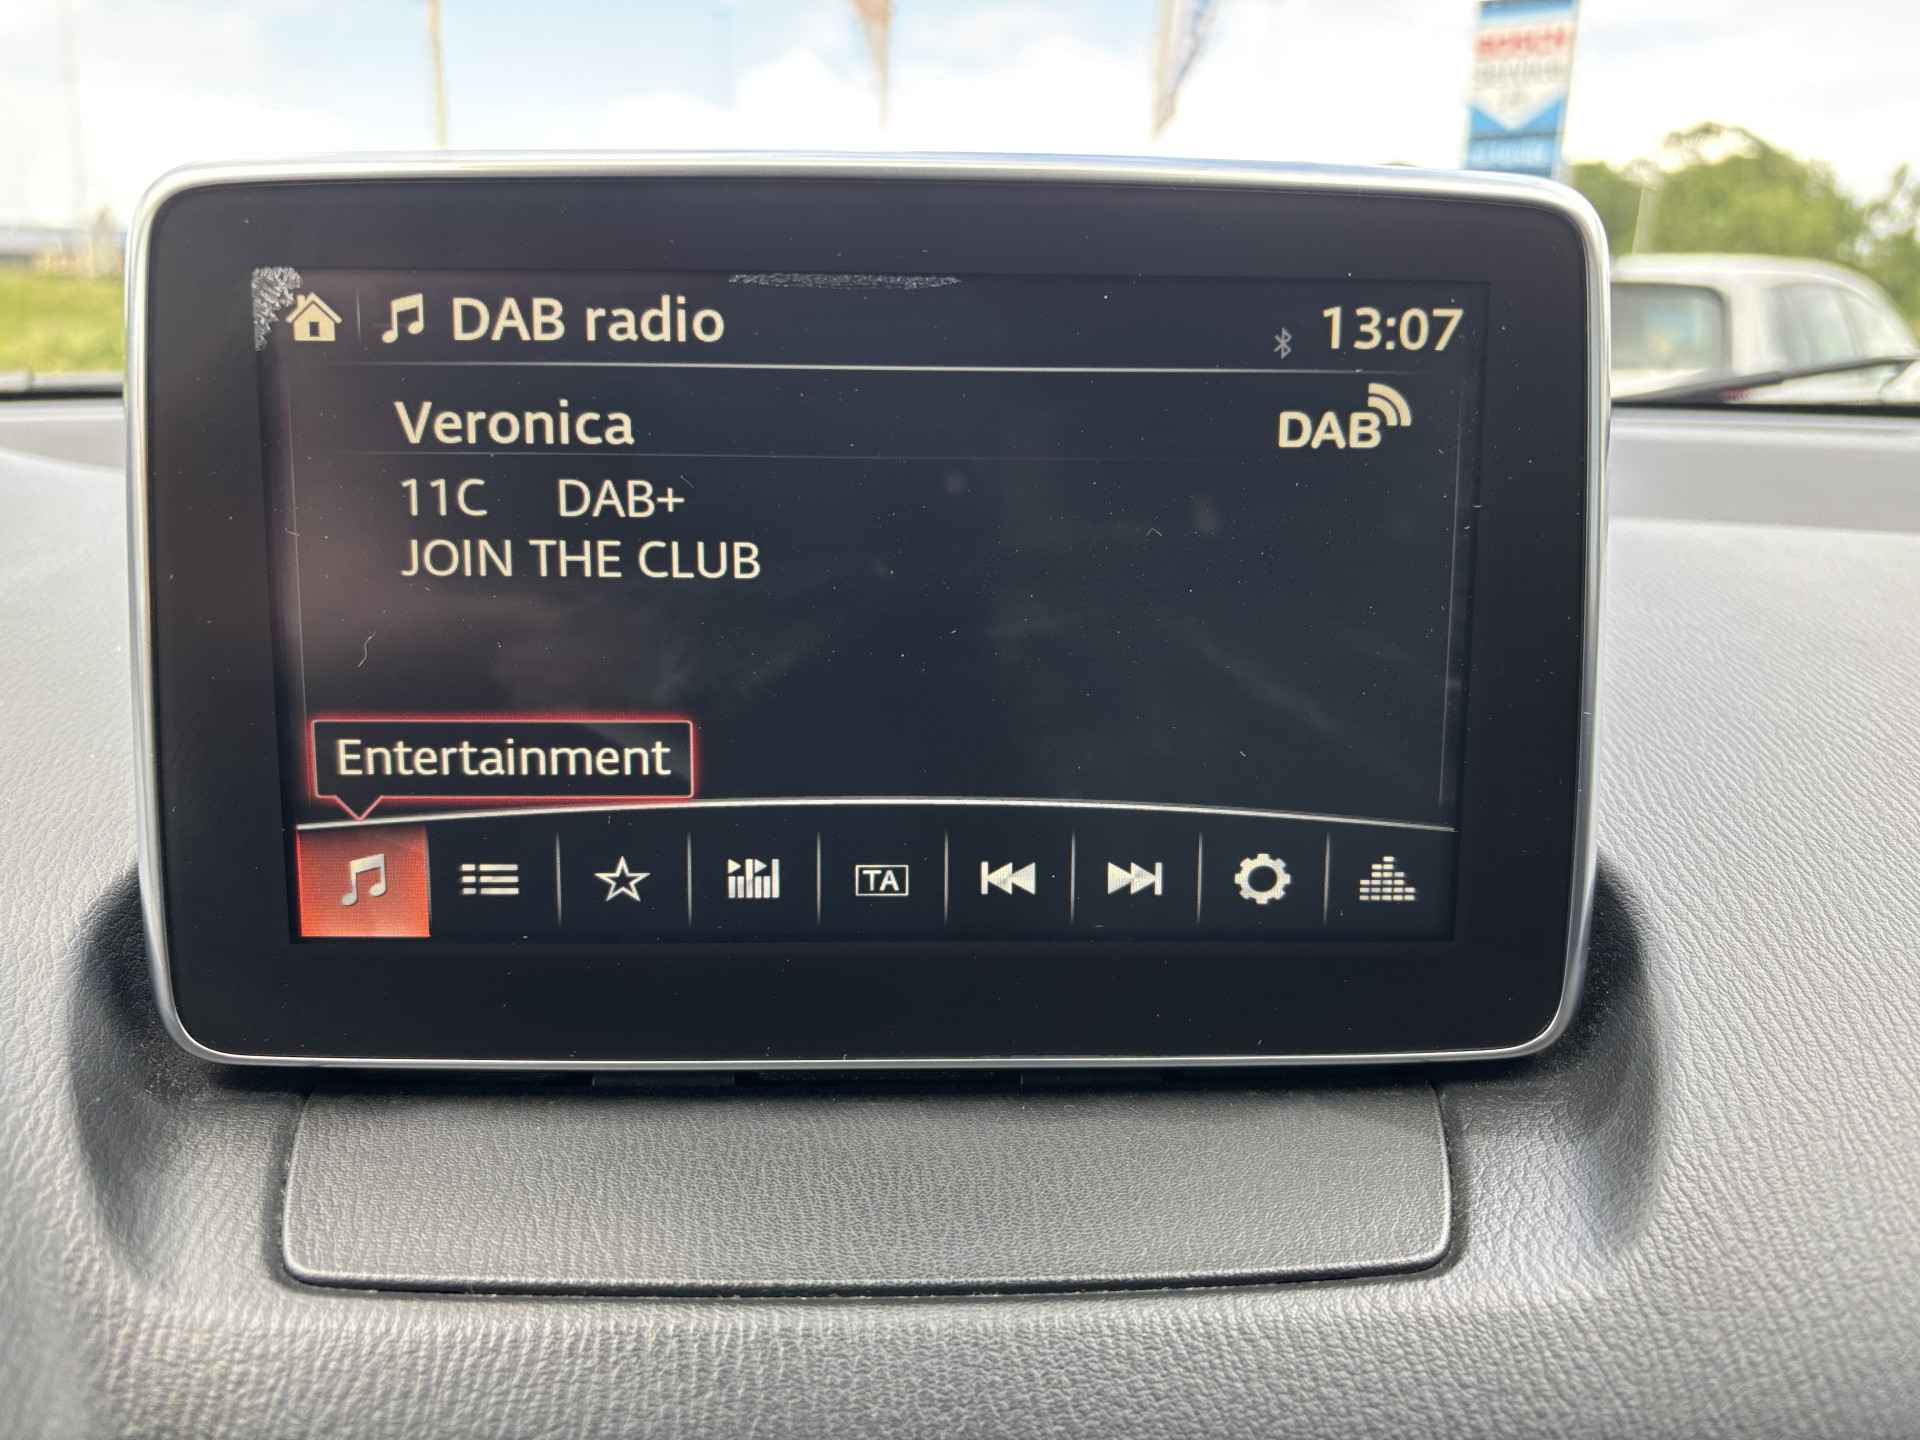 DAB radio
13:07
Veronica
DAB
11C DAB+
JOIN THE CLUB
Entertainment
TA